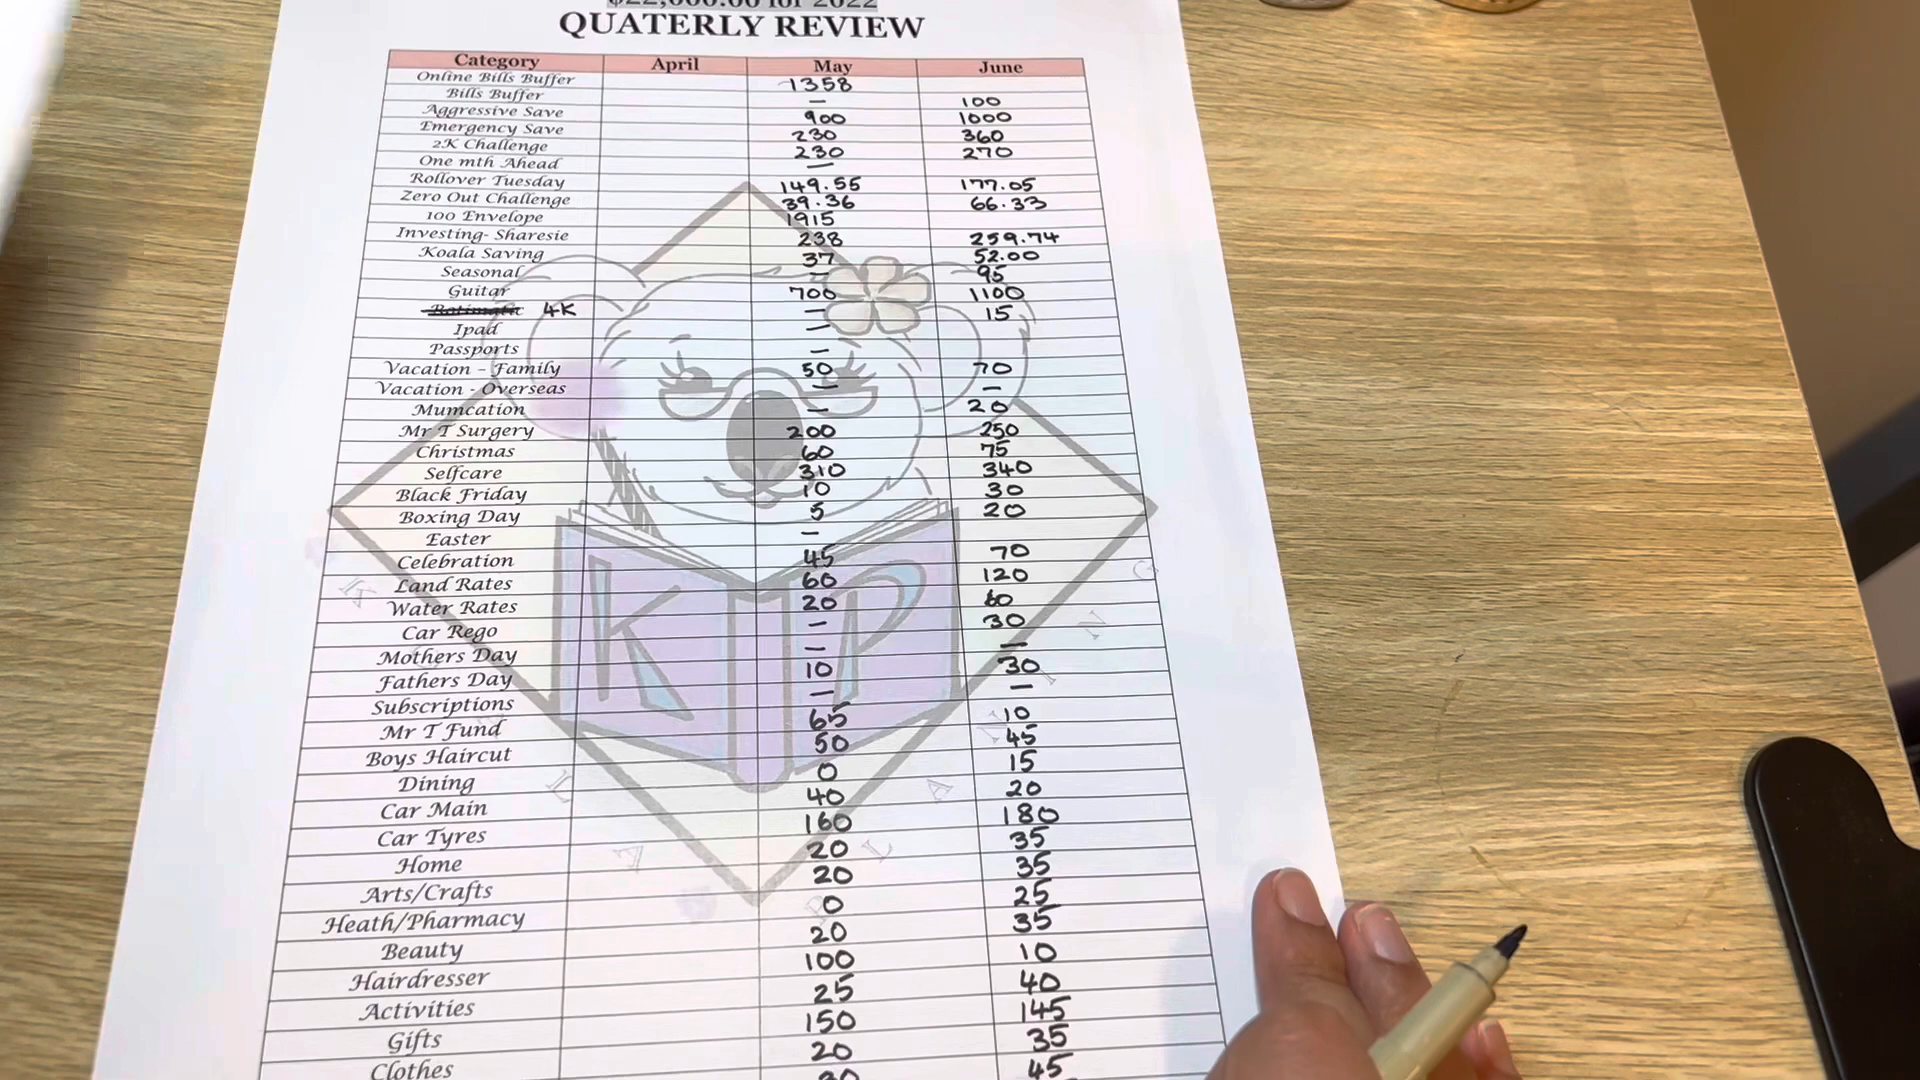 $22,000.00 for 2022
QUATERLY REVIEW
Category April May June
Online Bills Buffer 1358
Bills Buffer — 100
Aggressive Save 900 1000
Emergency Save 230 360
2K Challenge 230 270
One mth Ahead —
Rollover Tuesday 149.55 177.05
Zero Out Challenge 39.36 66.33
100 Envelope 1915
Investing- Sharesie 238 259.74
Koala Saving 37 52.00
Seasonal — 95
Guitar 700 1100
4K — 15
Ipad —
Passports —
Vacation – Family 50 70
Vacation - Overseas — —
Mumcation — 20
Mr T Surgery 200 250
Christmas 60 75
Selfcare 310 340
Black Friday 10 30
Boxing Day 5 20
Easter —
Celebration 45 70
Land Rates 60 120
Water Rates 20 60
Car Rego — 30
Mothers Day — —
Fathers Day 10 30
Subscriptions — —
Mr T Fund 65 10
Boys Haircut 50 45
Dining 0 15
Car Main 40 20
Car Tyres 160 180
Home 20 35
Arts/Crafts 20 35
Heath/Pharmacy 0 25
Beauty 20 35
Hairdresser 100 10
Activities 25 40
Gifts 150 145
Clothes 20 35
45
KP